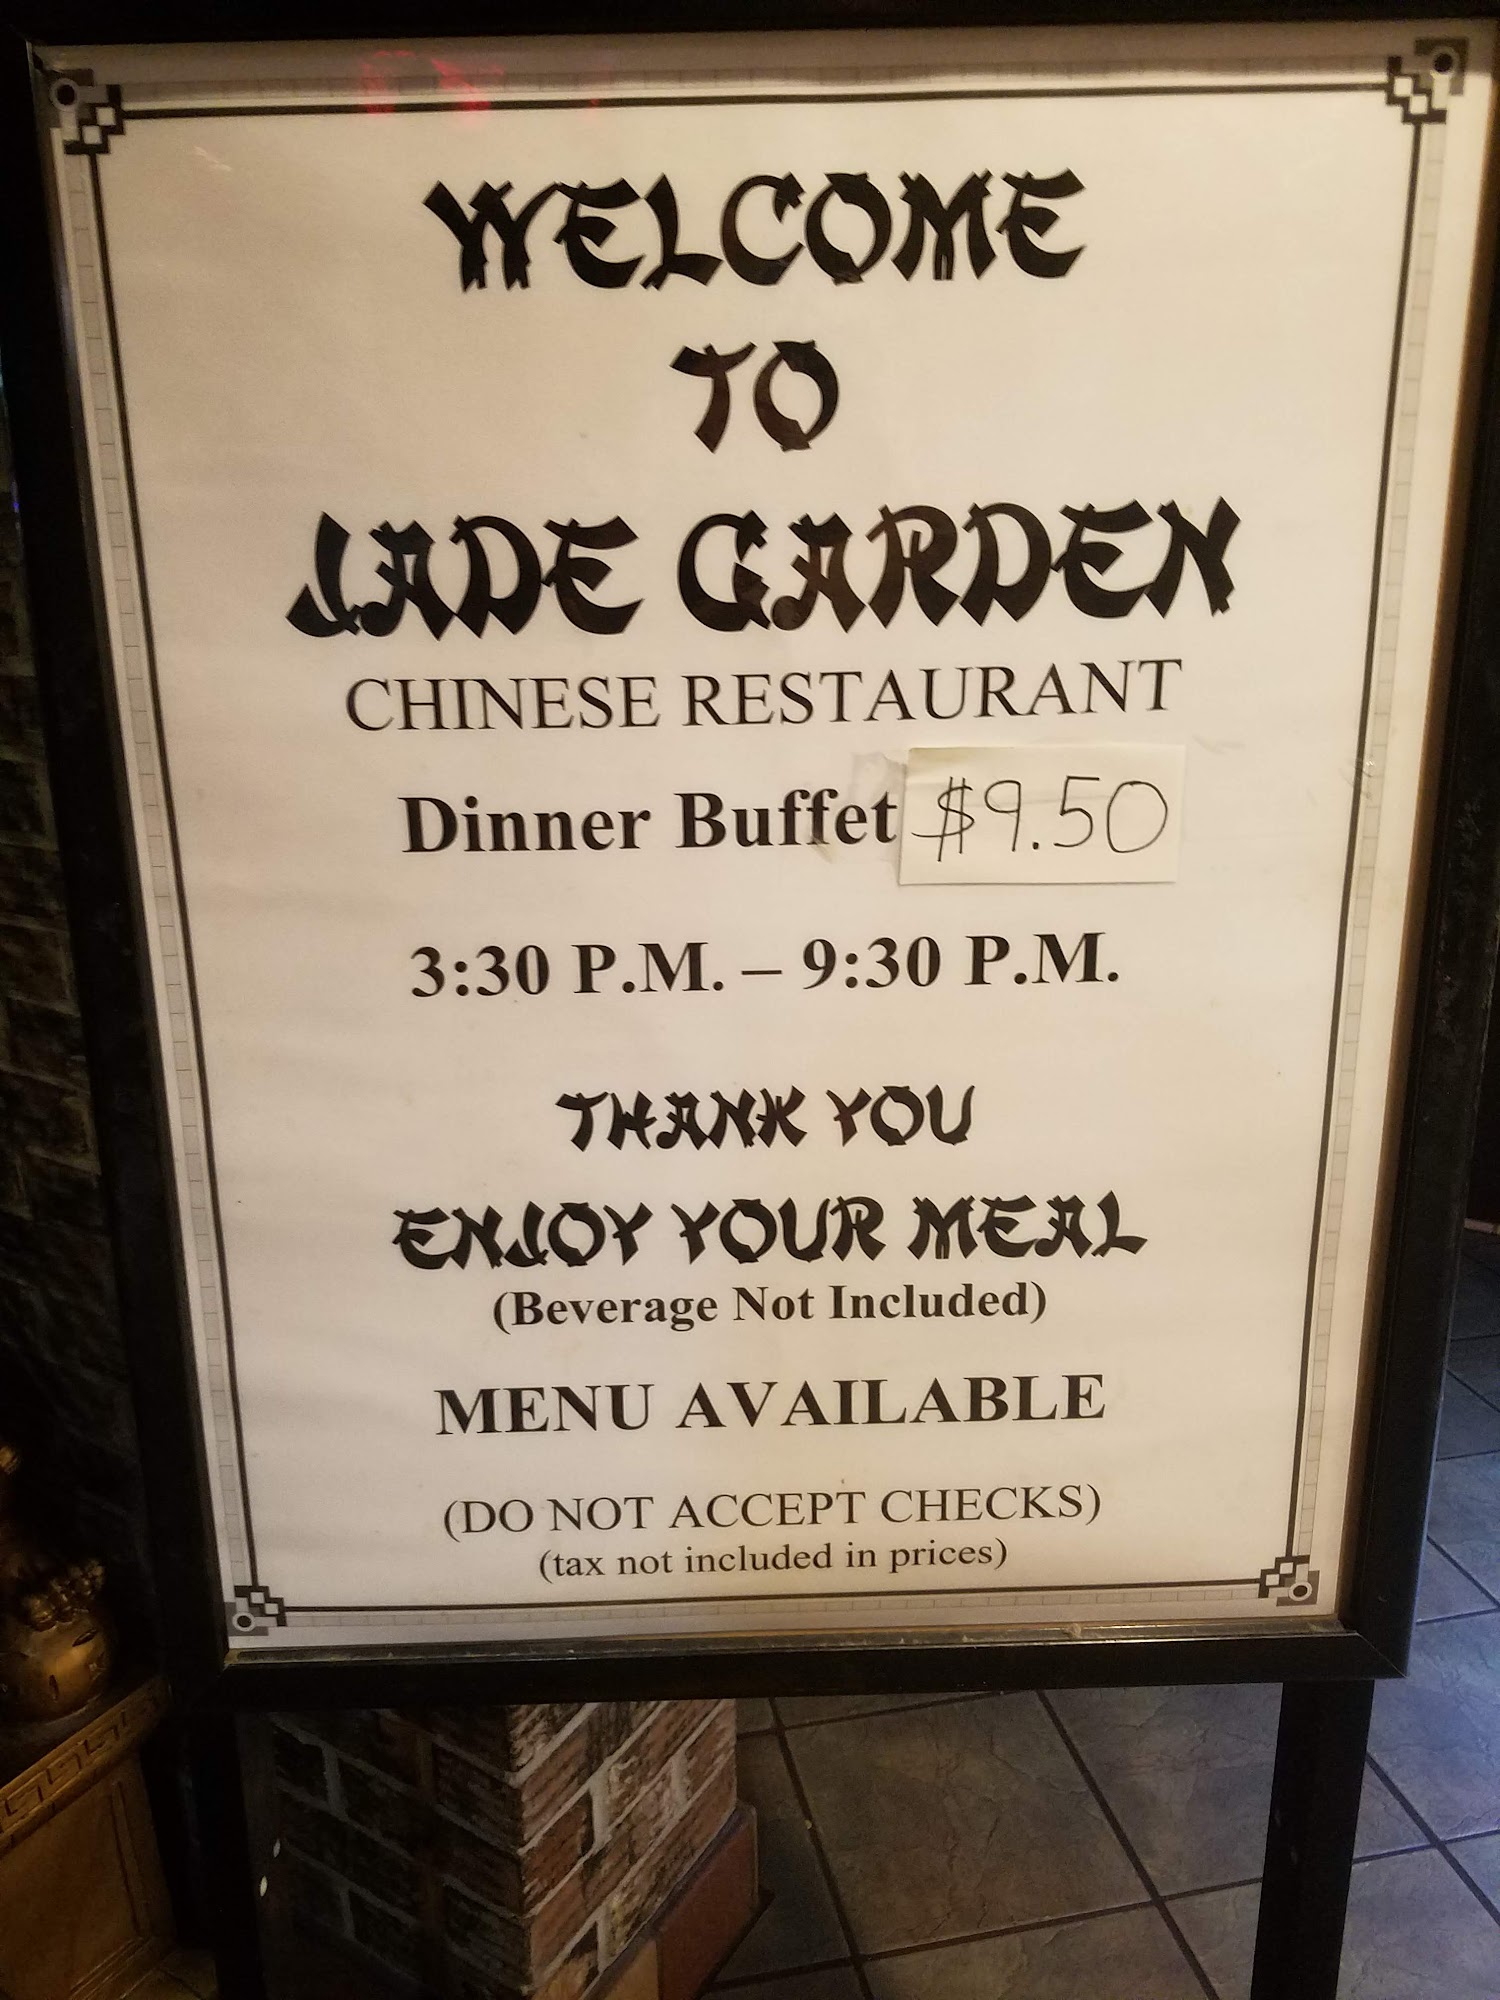 WELCOME
TO
JADE GARDEN
CHINESE RESTAURANT
Dinner Buffet $9.50
3:30 P.M. – 9:30 P.M.
THANK YOU
ENJOY YOUR MEAL
(Beverage Not Included)
MENU AVAILABLE
(DO NOT ACCEPT CHECKS)
(tax not included in prices)